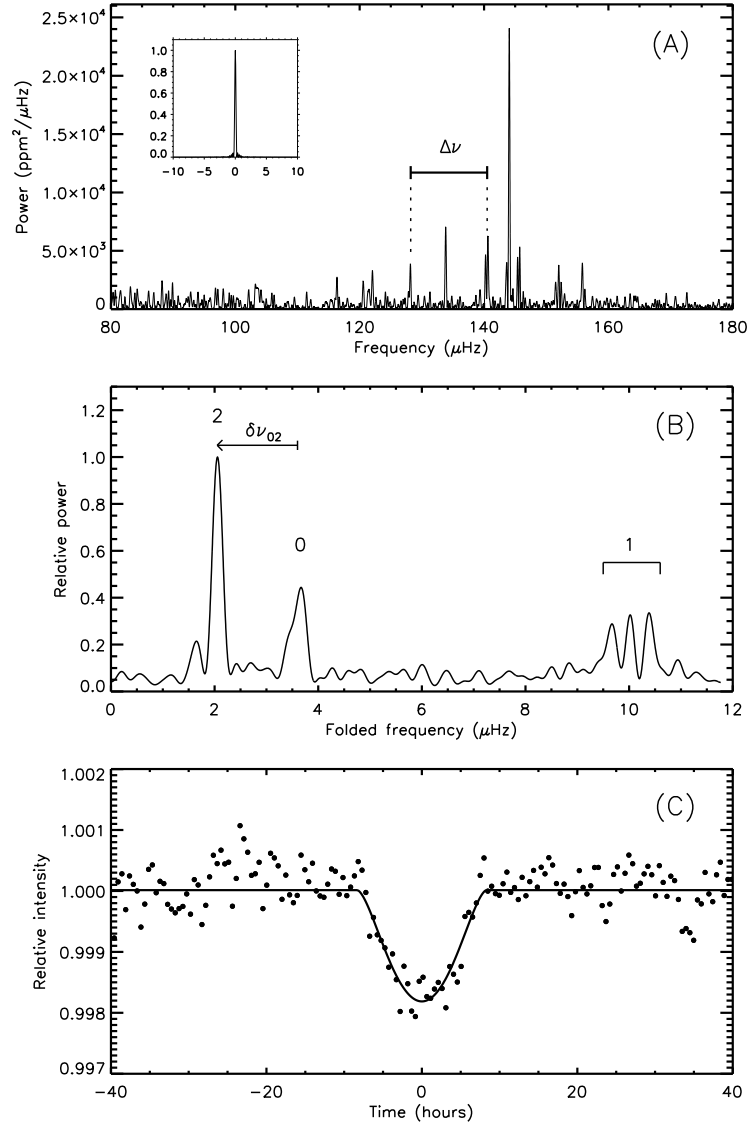 2.5×10⁴
2.0×10⁴
1.5×10⁴
1.0×10⁴
5.0×10³
0
Power (ppm²/μHz)
(A)
1.0
0.8
0.6
0.4
0.2
0.0
−10 −5 0 5 10
Δν
80 100 120 140 160 180
Frequency (μHz)
1.2
1.0
0.8
0.6
0.4
0.2
0.0
Relative power
2
δν₀₂
0
1
(B)
0 2 4 6 8 10 12
Folded frequency (μHz)
1.002
1.001
1.000
0.999
0.998
0.997
Relative intensity
(C)
−40 −20 0 20 40
Time (hours)